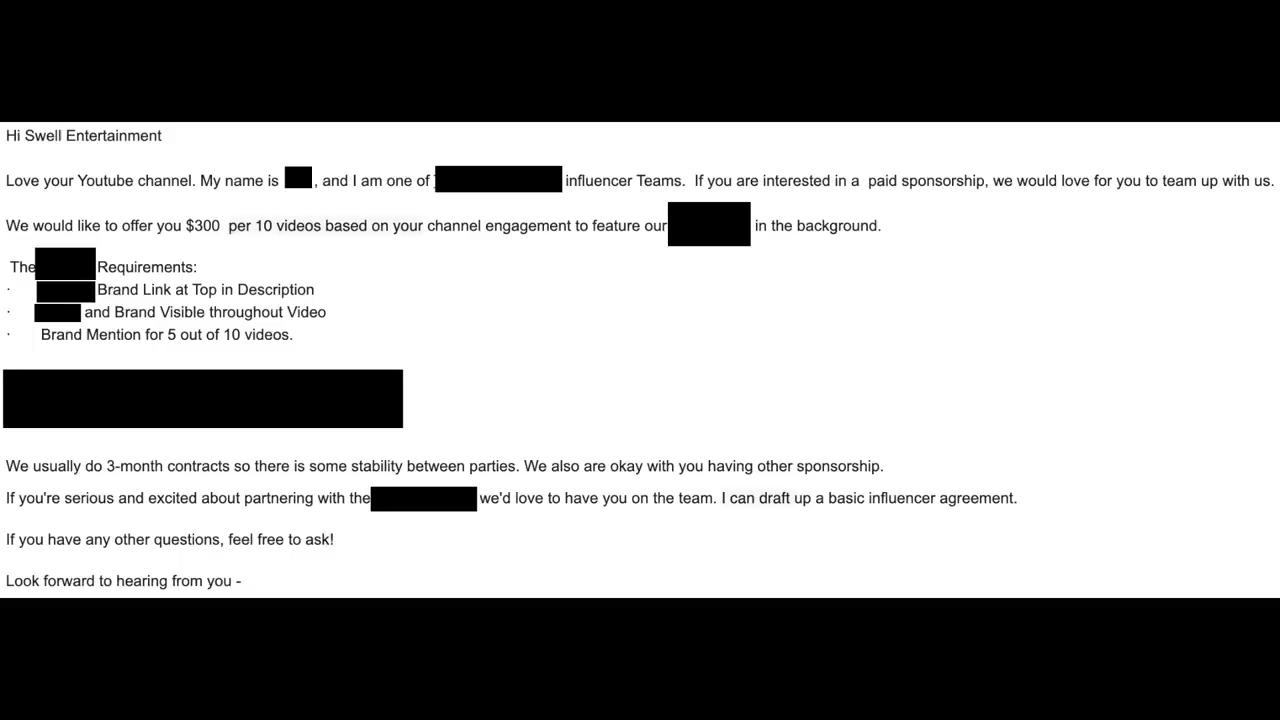 Hi Swell Entertainment
Love your Youtube channel. My name is , and I am one of influencer Teams. If you are interested in a paid sponsorship, we would love for you to team up with us.
We would like to offer you $300 per 10 videos based on your channel engagement to feature our in the background.
The Requirements:
· Brand Link at Top in Description
· and Brand Visible throughout Video
· Brand Mention for 5 out of 10 videos.
We usually do 3-month contracts so there is some stability between parties. We also are okay with you having other sponsorship.
If you're serious and excited about partnering with the we'd love to have you on the team. I can draft up a basic influencer agreement.
If you have any other questions, feel free to ask!
Look forward to hearing from you -